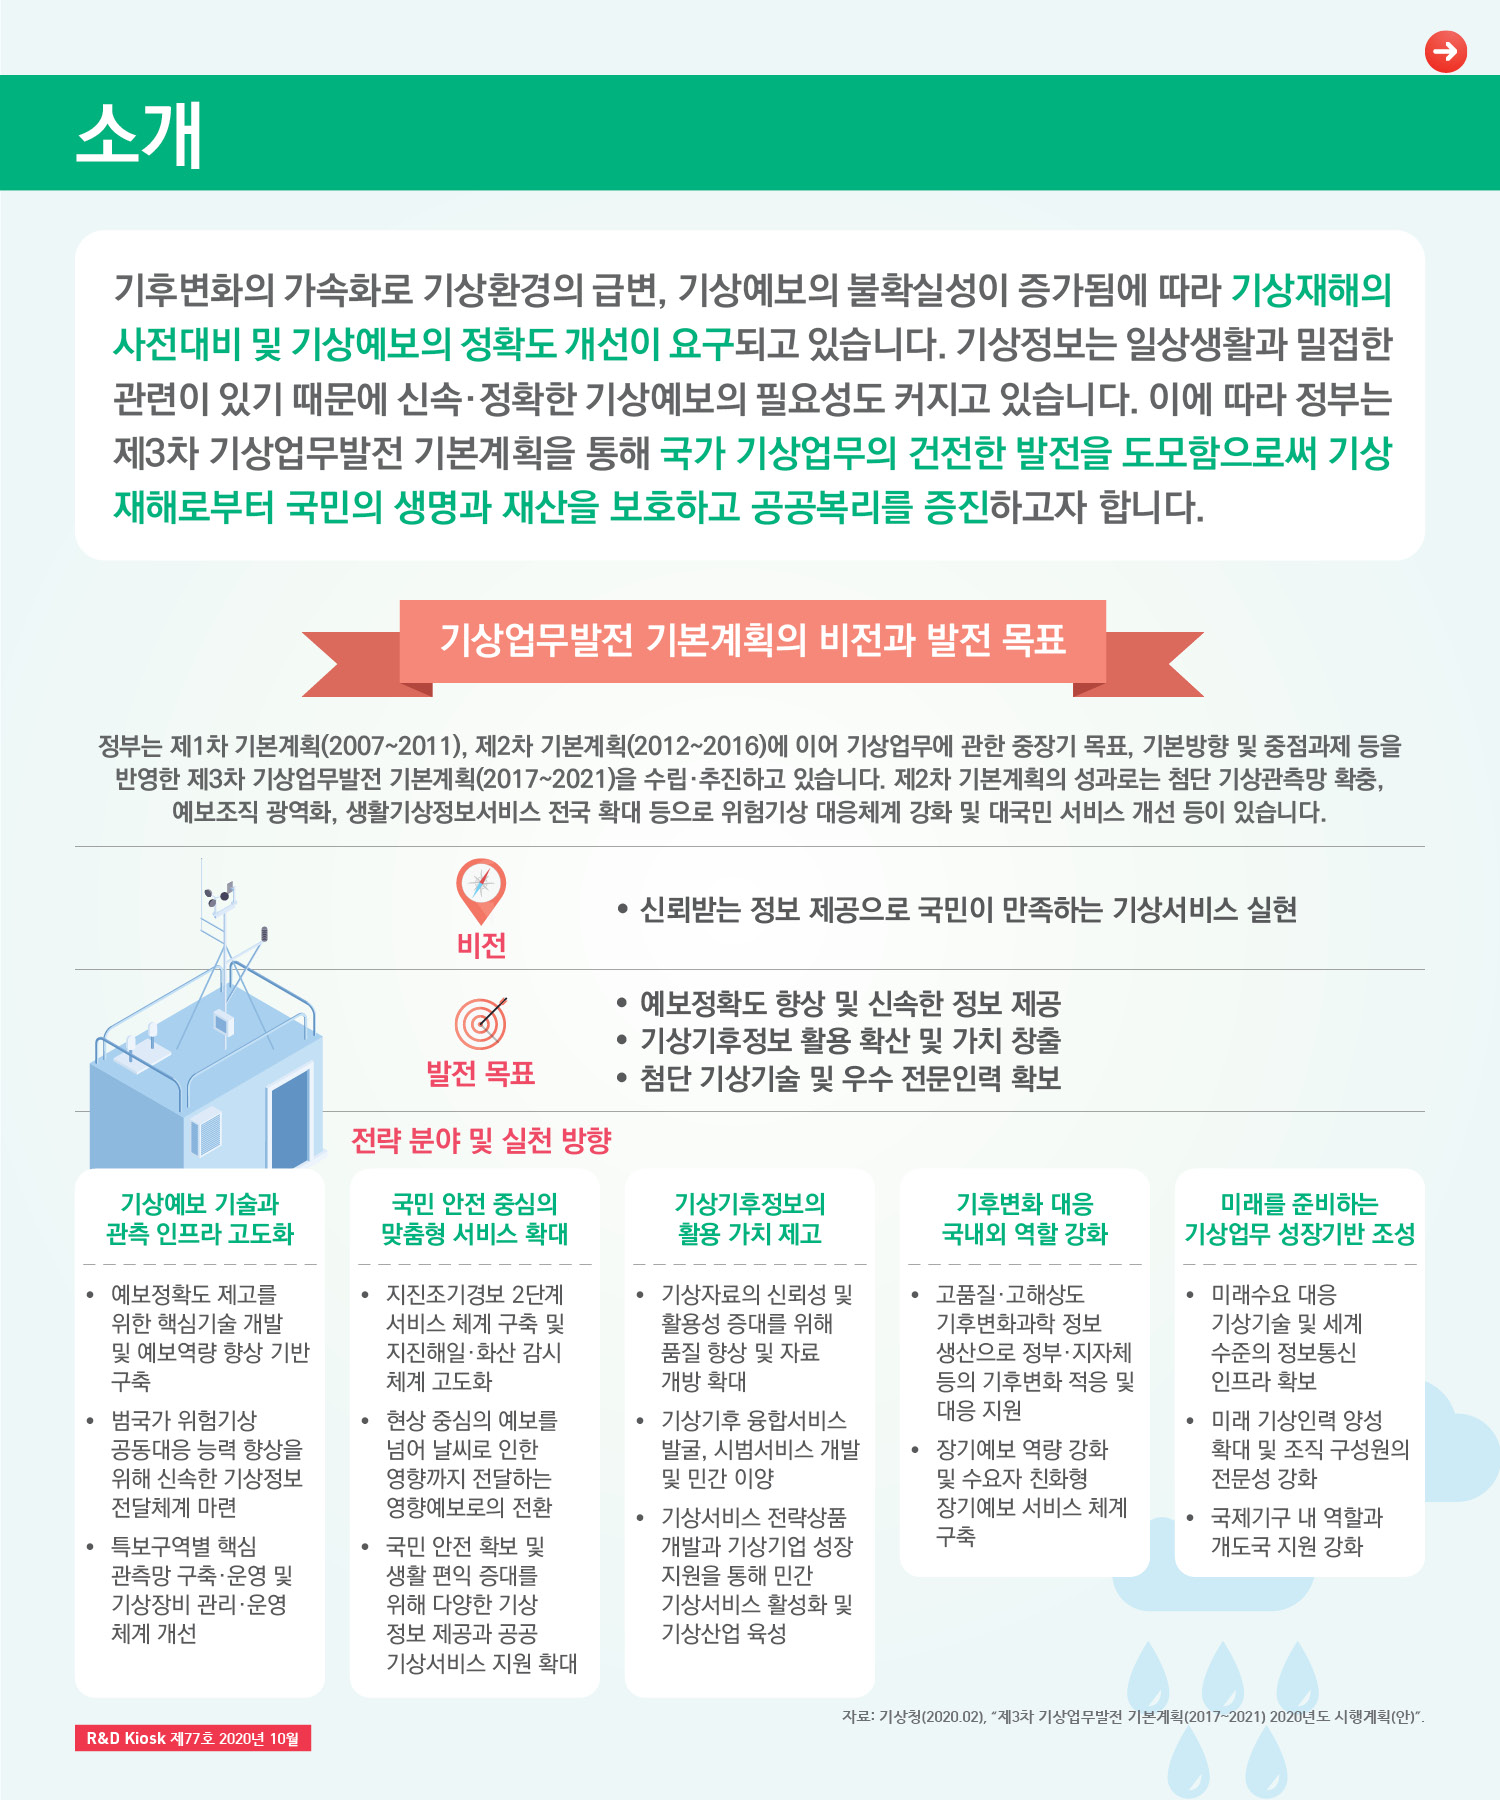 소개
기후변화의 가속화로 기상환경의 급변, 기상예보의 불확실성이 증가됨에 따라 기상재해의
사전대비 및 기상예보의 정확도 개선이 요구되고 있습니다. 기상정보는 일상생활과 밀접한
관련이 있기 때문에 신속·정확한 기상예보의 필요성도 커지고 있습니다. 이에 따라 정부는
제3차 기상업무발전 기본계획을 통해 국가 기상업무의 건전한 발전을 도모함으로써 기상
재해로부터 국민의 생명과 재산을 보호하고 공공복리를 증진하고자 합니다.
기상업무발전 기본계획의 비전과 발전 목표
정부는 제1차 기본계획(2007~2011), 제2차 기본계획(2012~2016)에 이어 기상업무에 관한 중장기 목표, 기본방향 및 중점과제 등을
반영한 제3차 기상업무발전 기본계획(2017~2021)을 수립·추진하고 있습니다. 제2차 기본계획의 성과로는 첨단 기상관측망 확충,
예보조직 광역화, 생활기상정보서비스 전국 확대 등으로 위험기상 대응체계 강화 및 대국민 서비스 개선 등이 있습니다.
비전
• 신뢰받는 정보 제공으로 국민이 만족하는 기상서비스 실현
발전 목표
• 예보정확도 향상 및 신속한 정보 제공
• 기상기후정보 활용 확산 및 가치 창출
• 첨단 기상기술 및 우수 전문인력 확보
전략 분야 및 실천 방향
기상예보 기술과
관측 인프라 고도화
• 예보정확도 제고를
위한 핵심기술 개발
및 예보역량 향상 기반
구축
• 범국가 위험기상
공동대응 능력 향상을
위해 신속한 기상정보
전달체계 마련
• 특보구역별 핵심
관측망 구축·운영 및
기상장비 관리·운영
체계 개선
국민 안전 중심의
맞춤형 서비스 확대
• 지진조기경보 2단계
서비스 체계 구축 및
지진해일·화산 감시
체계 고도화
• 현상 중심의 예보를
넘어 날씨로 인한
영향까지 전달하는
영향예보로의 전환
• 국민 안전 확보 및
생활 편익 증대를
위해 다양한 기상
정보 제공과 공공
기상서비스 지원 확대
기상기후정보의
활용 가치 제고
• 기상자료의 신뢰성 및
활용성 증대를 위해
품질 향상 및 자료
개방 확대
• 기상기후 융합서비스
발굴, 시범서비스 개발
및 민간 이양
• 기상서비스 전략상품
개발과 기상기업 성장
지원을 통해 민간
기상서비스 활성화 및
기상산업 육성
기후변화 대응
국내외 역할 강화
• 고품질·고해상도
기후변화과학 정보
생산으로 정부·지자체
등의 기후변화 적응 및
대응 지원
• 장기예보 역량 강화
및 수요자 친화형
장기예보 서비스 체계
구축
미래를 준비하는
기상업무 성장기반 조성
• 미래수요 대응
기상기술 및 세계
수준의 정보통신
인프라 확보
• 미래 기상인력 양성
확대 및 조직 구성원의
전문성 강화
• 국제기구 내 역할과
개도국 지원 강화
자료: 기상청(2020.02), “제3차 기상업무발전 기본계획(2017~2021) 2020년도 시행계획(안)”.
R&D Kiosk 제77호 2020년 10월